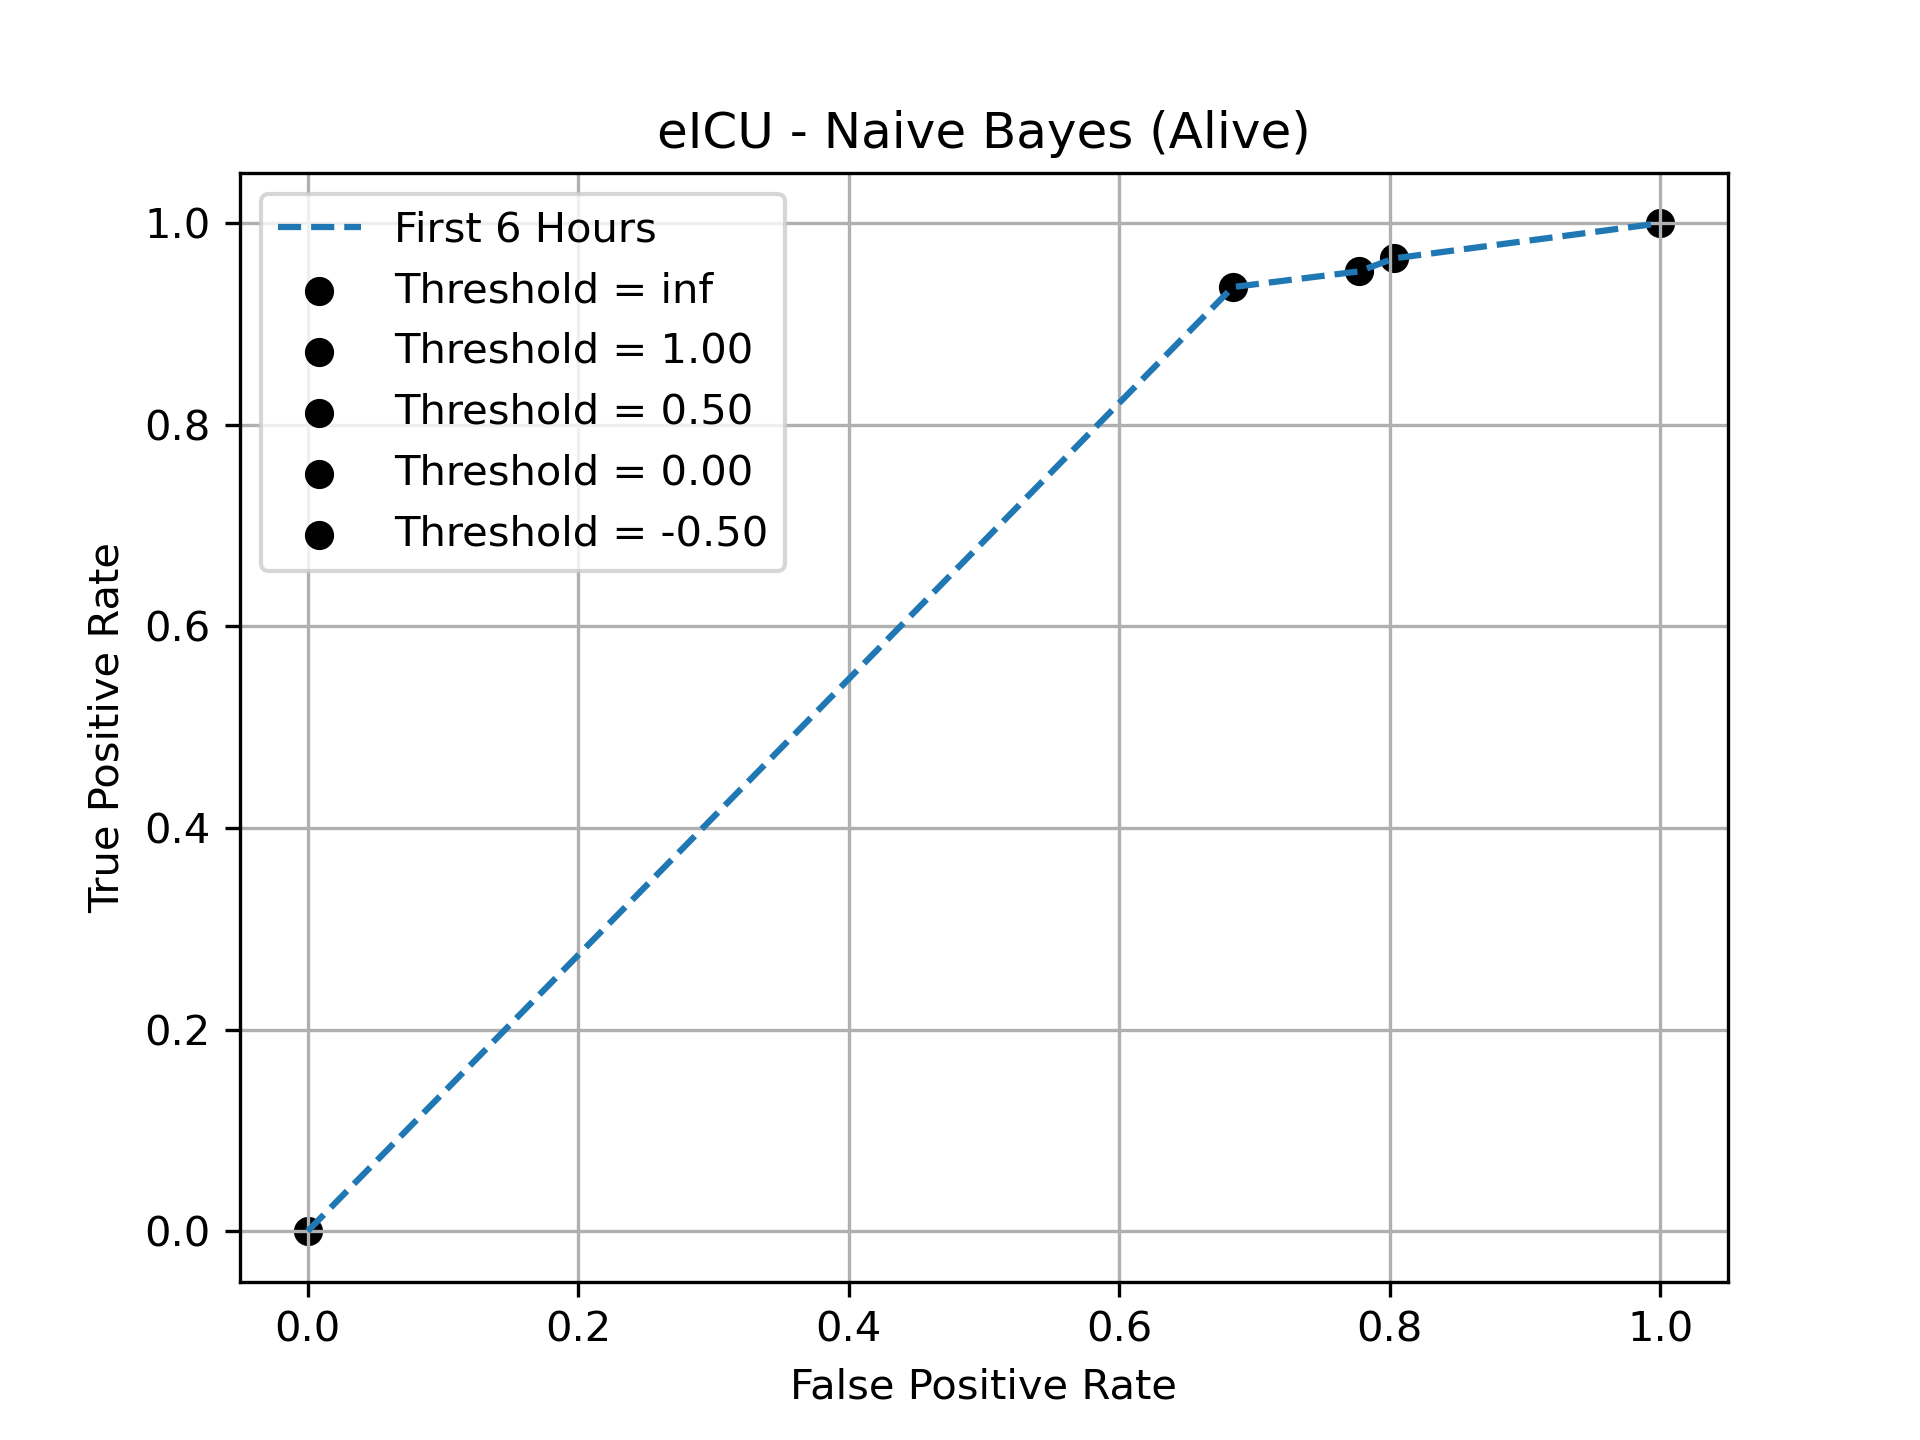 eICU - Naive Bayes (Alive)
First 6 Hours
Threshold = inf
Threshold = 1.00
Threshold = 0.50
Threshold = 0.00
Threshold = -0.50
True Positive Rate
1.0
0.8
0.6
0.4
0.2
0.0
0.0 0.2 0.4 0.6 0.8 1.0
False Positive Rate